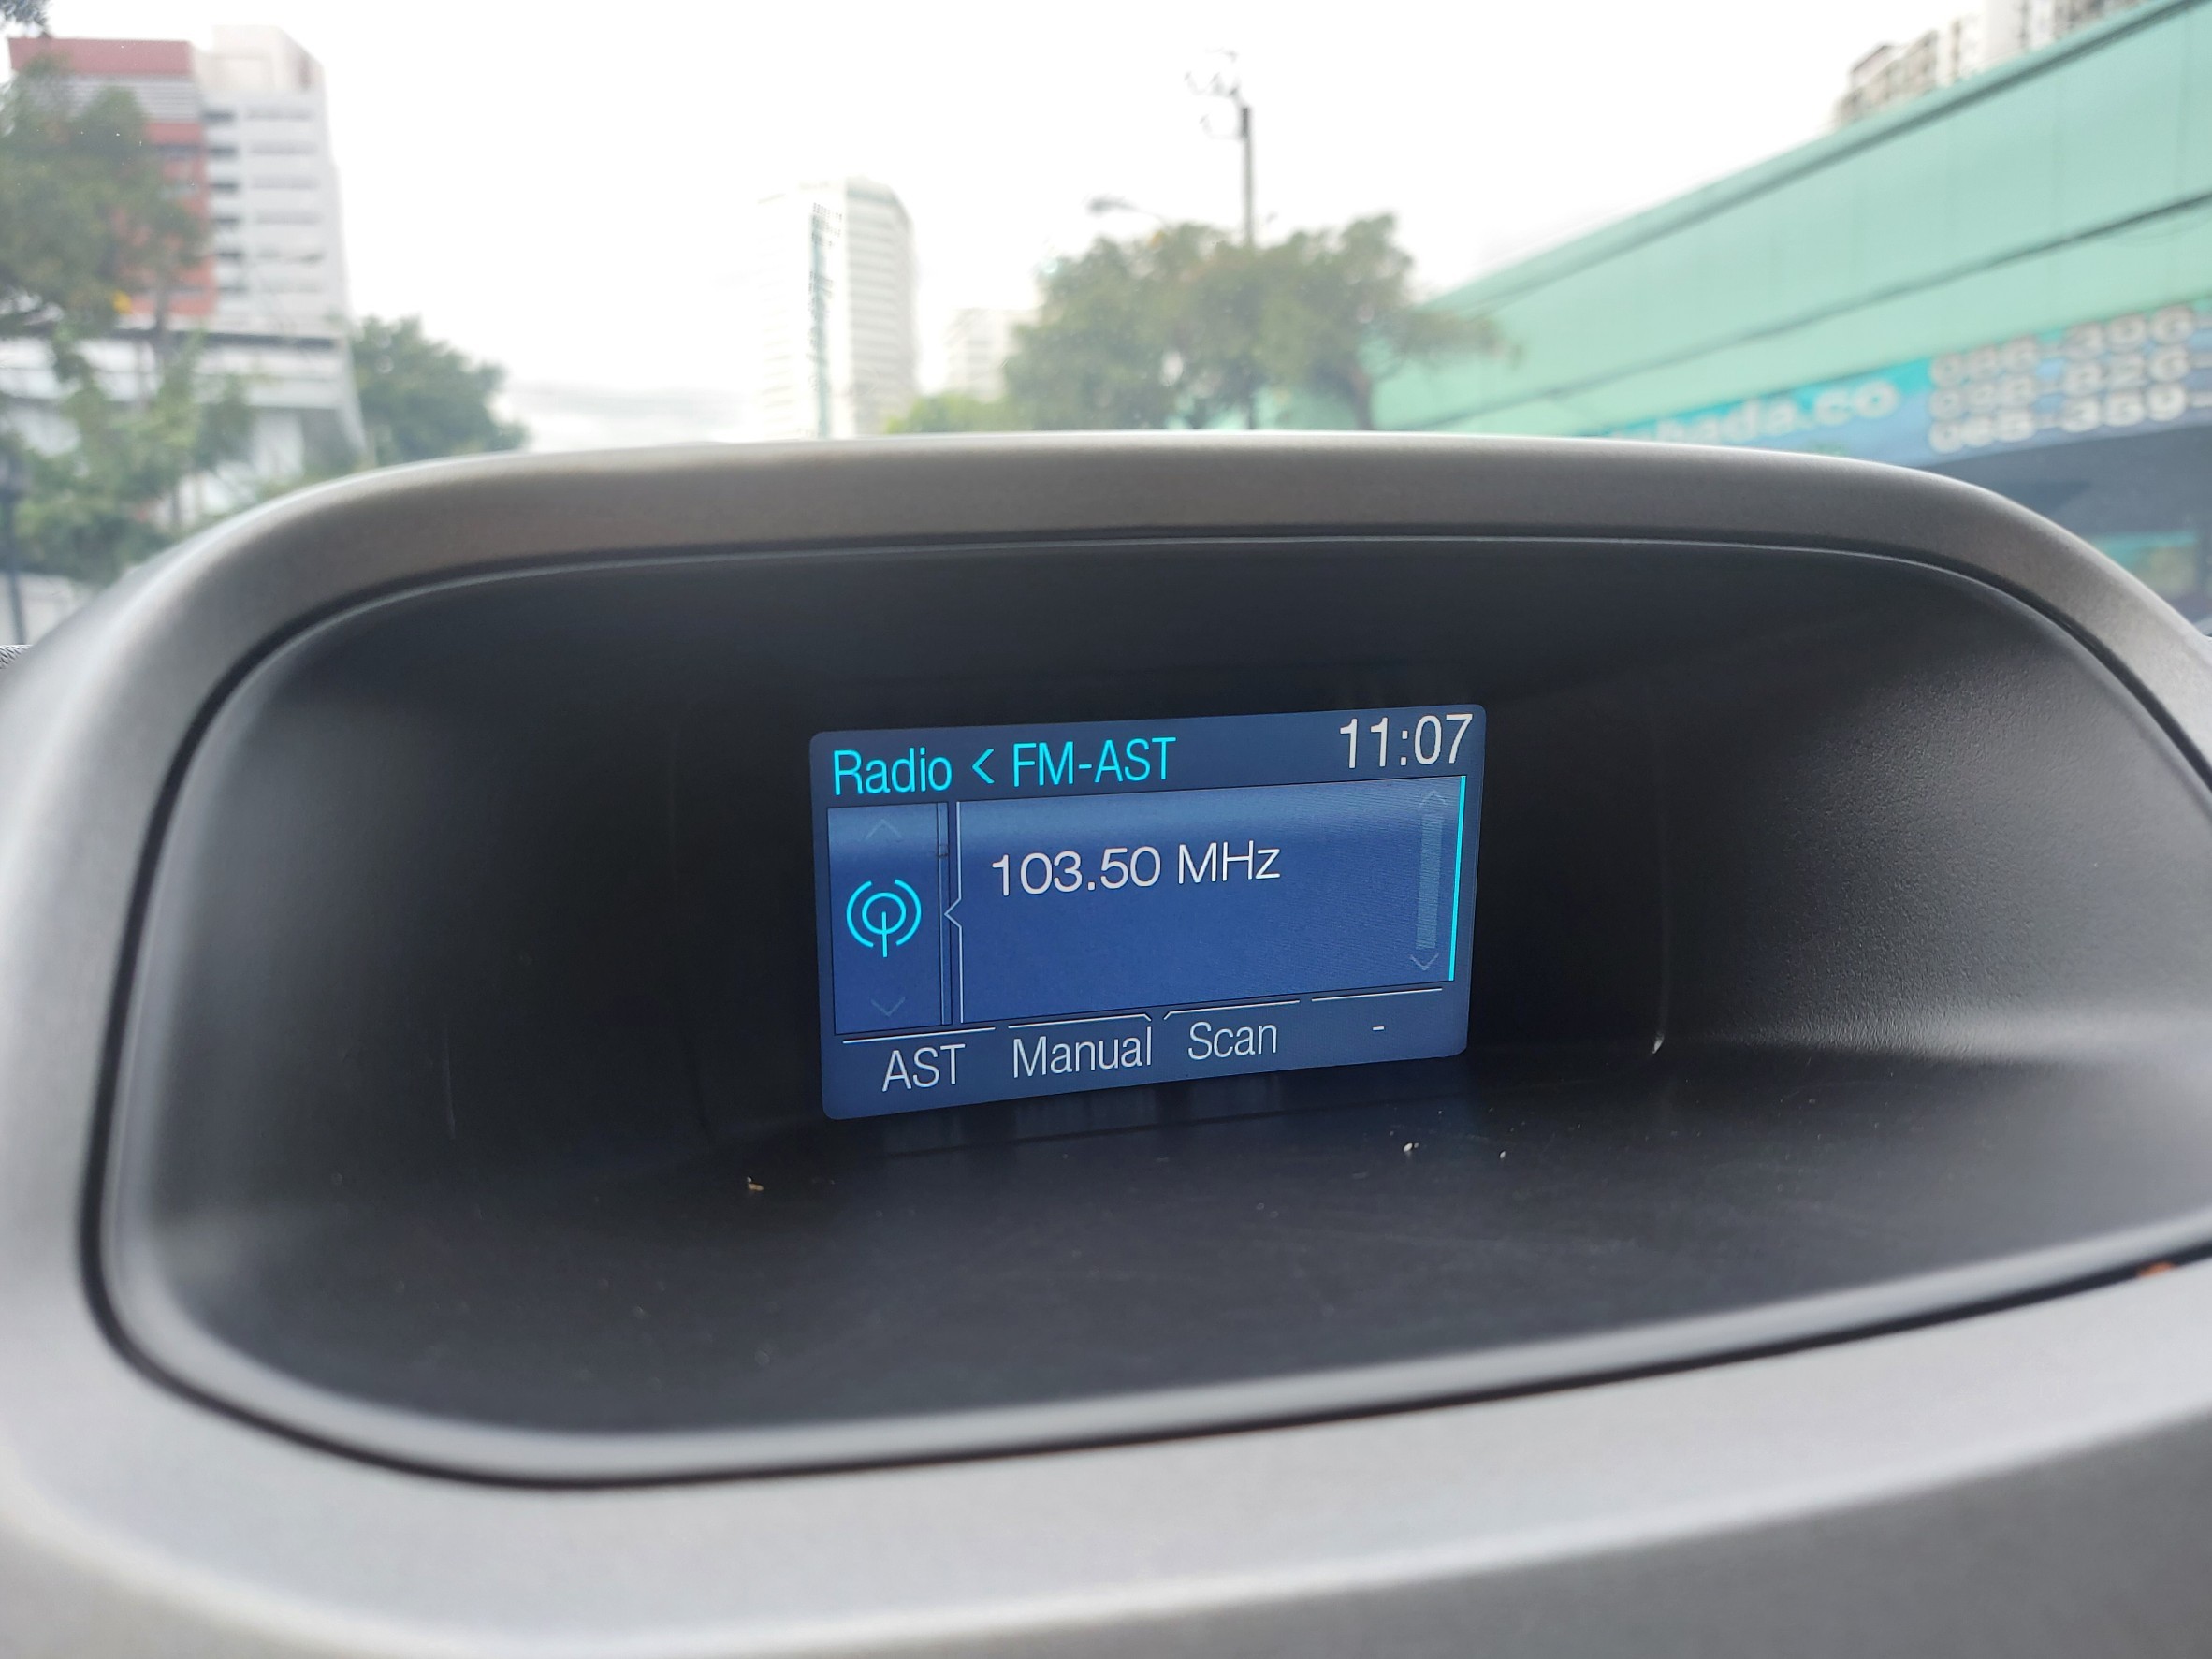 Radio < FM-AST 11:07
103.50 MHz
AST Manual Scan -